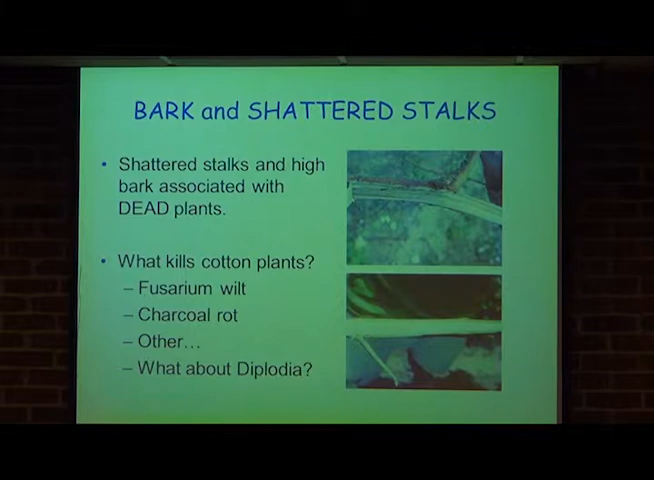 BARK and SHATTERED STALKS
• Shattered stalks and high
bark associated with
DEAD plants.
• What kills cotton plants?
– Fusarium wilt
– Charcoal rot
– Other…
– What about Diplodia?